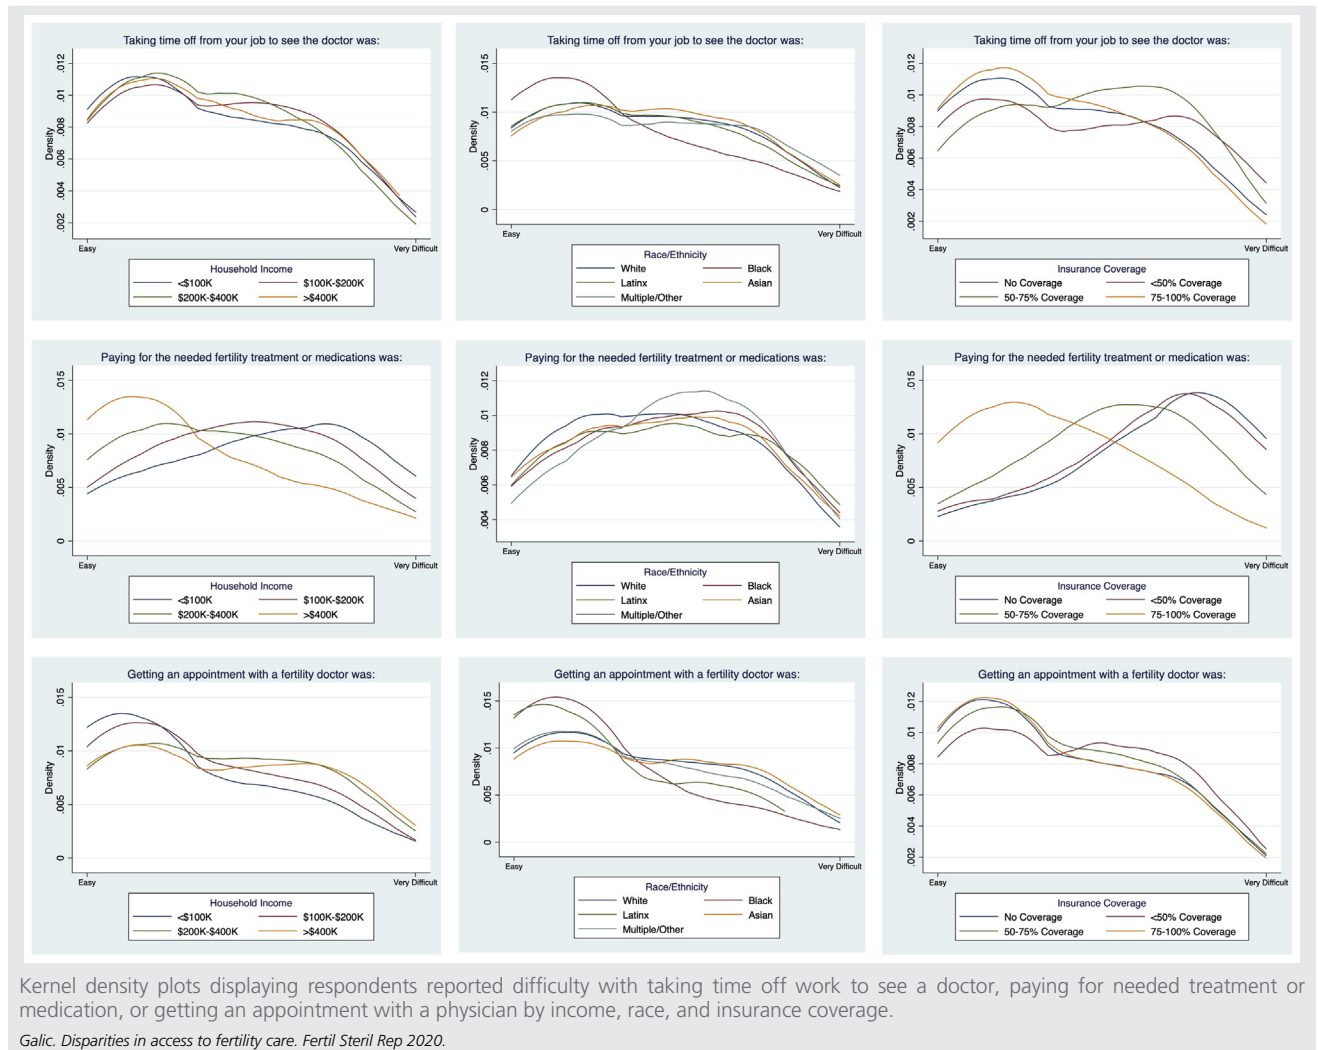 Taking time off from your job to see the doctor was:
.012
.01
.008
.006
.004
.002
Density
Easy
Very Difficult
Household Income
<$100K
$100K-$200K
$200K-$400K
>$400K
Taking time off from your job to see the doctor was:
.015
.01
.005
0
Density
Easy
Very Difficult
Race/Ethnicity
White
Black
Latinx
Asian
Multiple/Other
Taking time off from your job to see the doctor was:
.012
.01
.008
.006
.004
.002
Density
Easy
Very Difficult
Insurance Coverage
No Coverage
<50% Coverage
50-75% Coverage
75-100% Coverage
Paying for the needed fertility treatment or medications was:
.015
.01
.005
0
Density
Easy
Very Difficult
Household Income
<$100K
$100K-$200K
$200K-$400K
>$400K
Paying for the needed fertility treatment or medications was:
.012
.01
.008
.006
.004
Density
Easy
Very Difficult
Race/Ethnicity
White
Black
Latinx
Asian
Multiple/Other
Paying for the needed fertility treatment or medication was:
.015
.01
.005
0
Density
Easy
Very Difficult
Insurance Coverage
No Coverage
<50% Coverage
50-75% Coverage
75-100% Coverage
Getting an appointment with a fertility doctor was:
.015
.01
.005
0
Density
Easy
Very Difficult
Household Income
<$100K
$100K-$200K
$200K-$400K
>$400K
Getting an appointment with a fertility doctor was:
.015
.01
.005
0
Density
Easy
Very Difficult
Race/Ethnicity
White
Black
Latinx
Asian
Multiple/Other
Getting an appointment with a fertility doctor was:
.012
.01
.008
.006
.004
.002
Density
Easy
Very Difficult
Insurance Coverage
No Coverage
<50% Coverage
50-75% Coverage
75-100% Coverage
Kernel density plots displaying respondents reported difficulty with taking time off work to see a doctor, paying for needed treatment or
medication, or getting an appointment with a physician by income, race, and insurance coverage.
Galic. Disparities in access to fertility care. Fertil Steril Rep 2020.